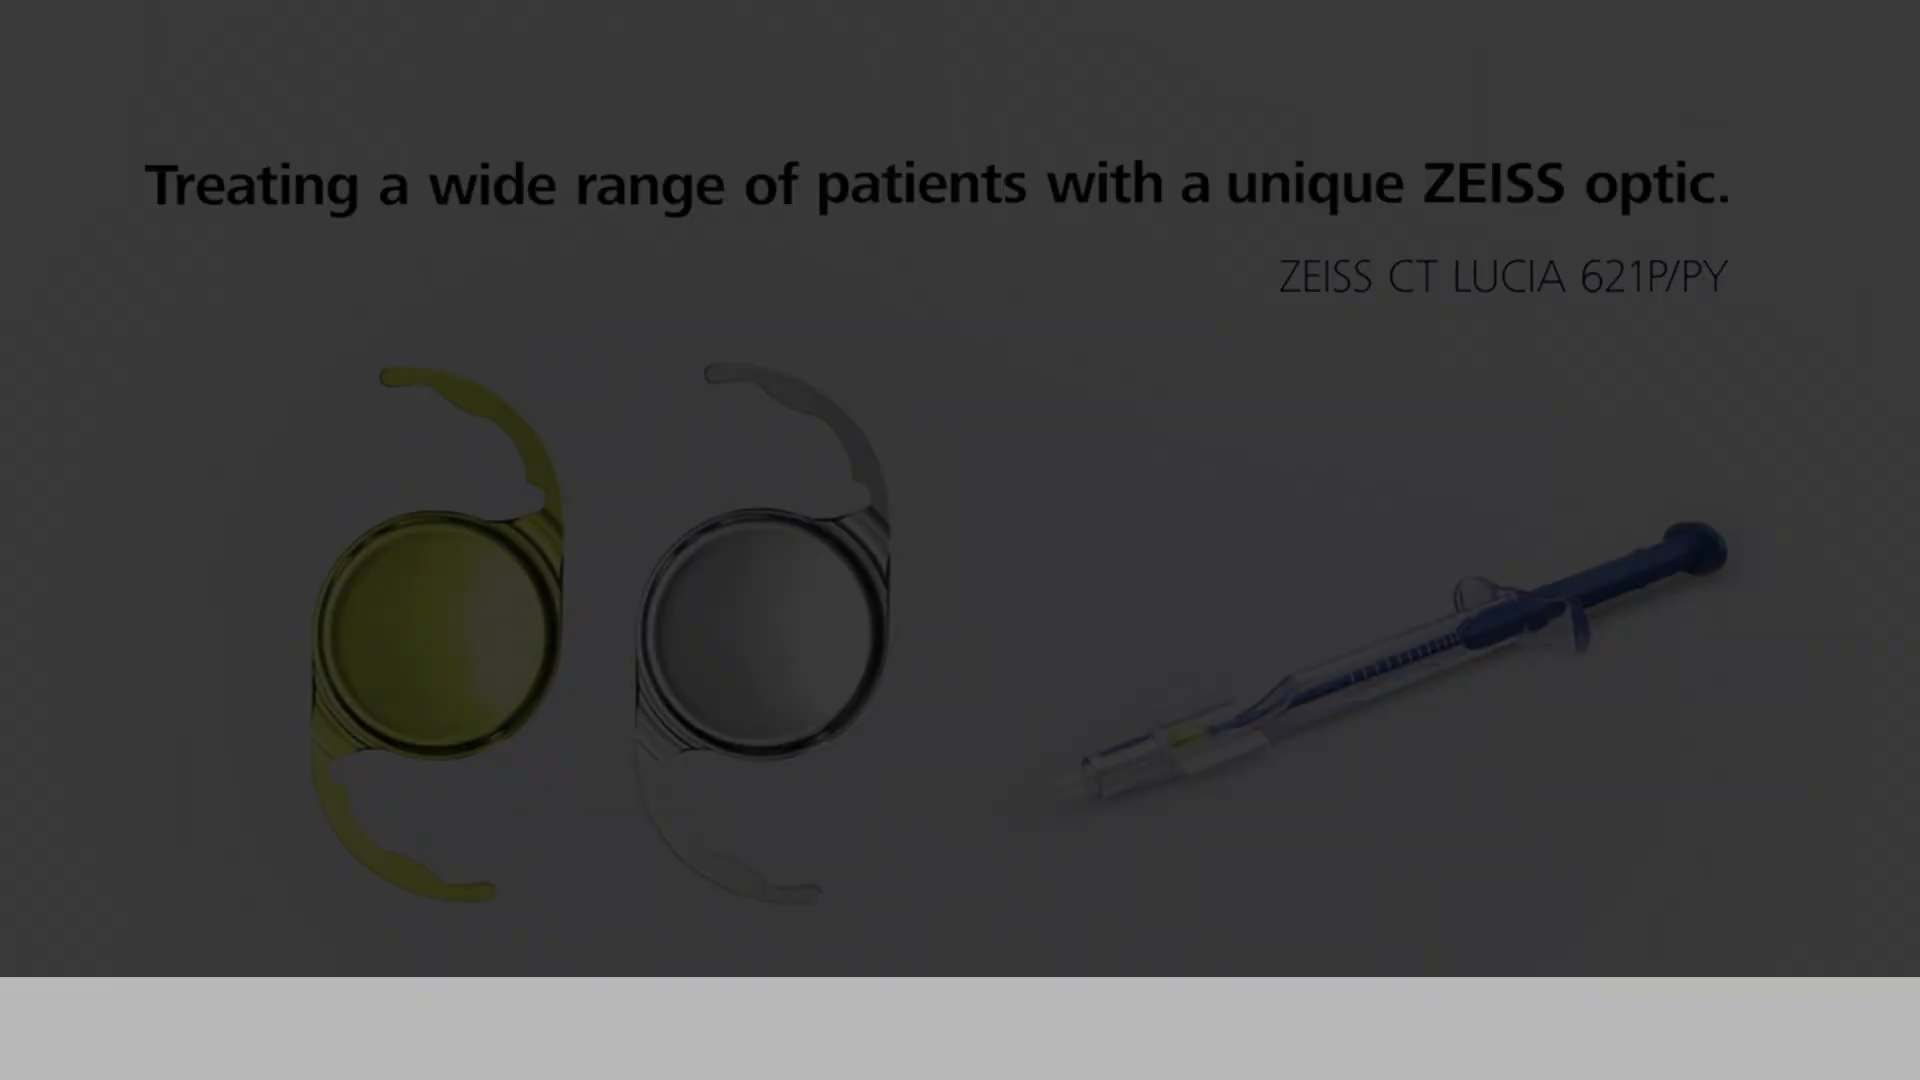 Treating a wide range of patients with a unique ZEISS optic.
ZEISS CT LUCIA 621P/PY